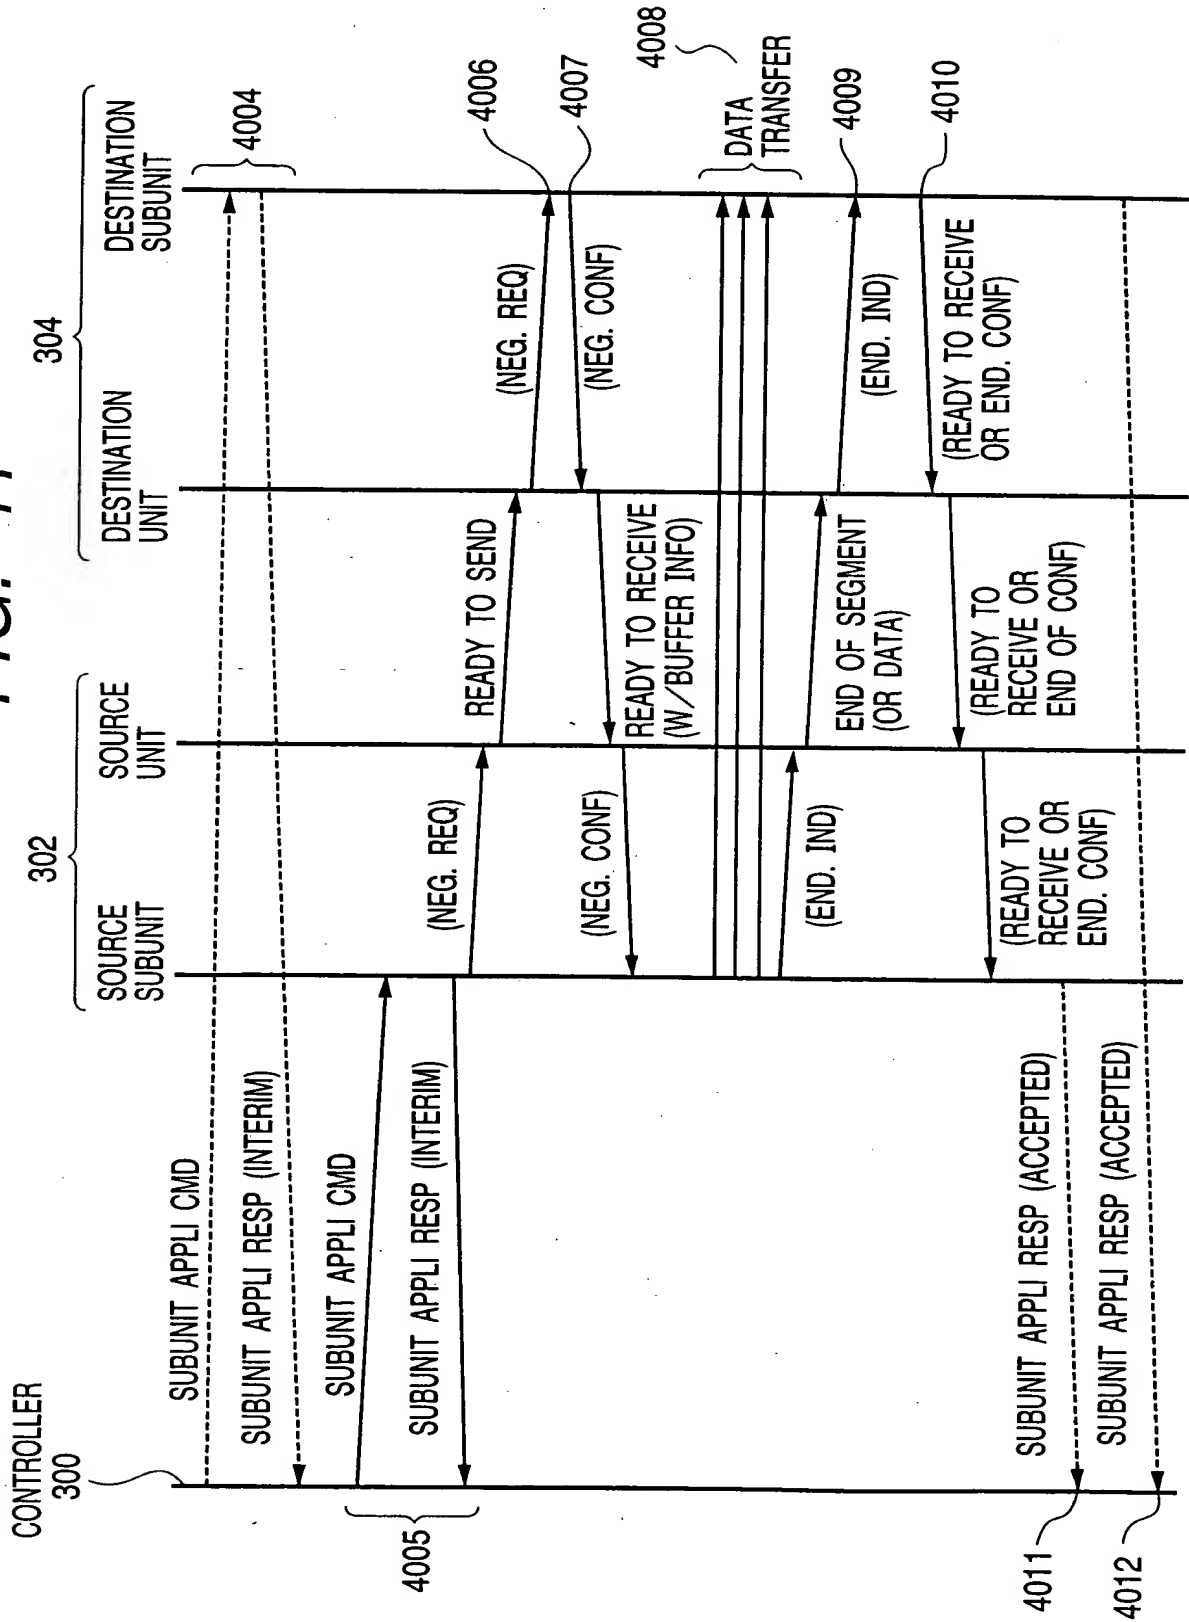 CONTROLLER
300
302
304
SOURCE
SUBUNIT
SOURCE
UNIT
DESTINATION
UNIT
DESTINATION
SUBUNIT
SUBUNIT APPLI CMD
4004
SUBUNIT APPLI RESP (INTERIM)
SUBUNIT APPLI CMD
4005
SUBUNIT APPLI RESP (INTERIM)
(NEG. REQ)
READY TO SEND
(NEG. REQ)
4006
4007
(NEG. CONF)
READY TO RECEIVE
(W/BUFFER INFO)
(NEG. CONF)
DATA
TRANSFER
4008
(END. IND)
END OF SEGMENT
(OR DATA)
(END. IND)
4009
4010
(READY TO RECEIVE
OR END. CONF)
(READY TO
RECEIVE OR
END OF CONF)
(READY TO
RECEIVE OR
END. CONF)
SUBUNIT APPLI RESP (ACCEPTED)
4011
SUBUNIT APPLI RESP (ACCEPTED)
4012